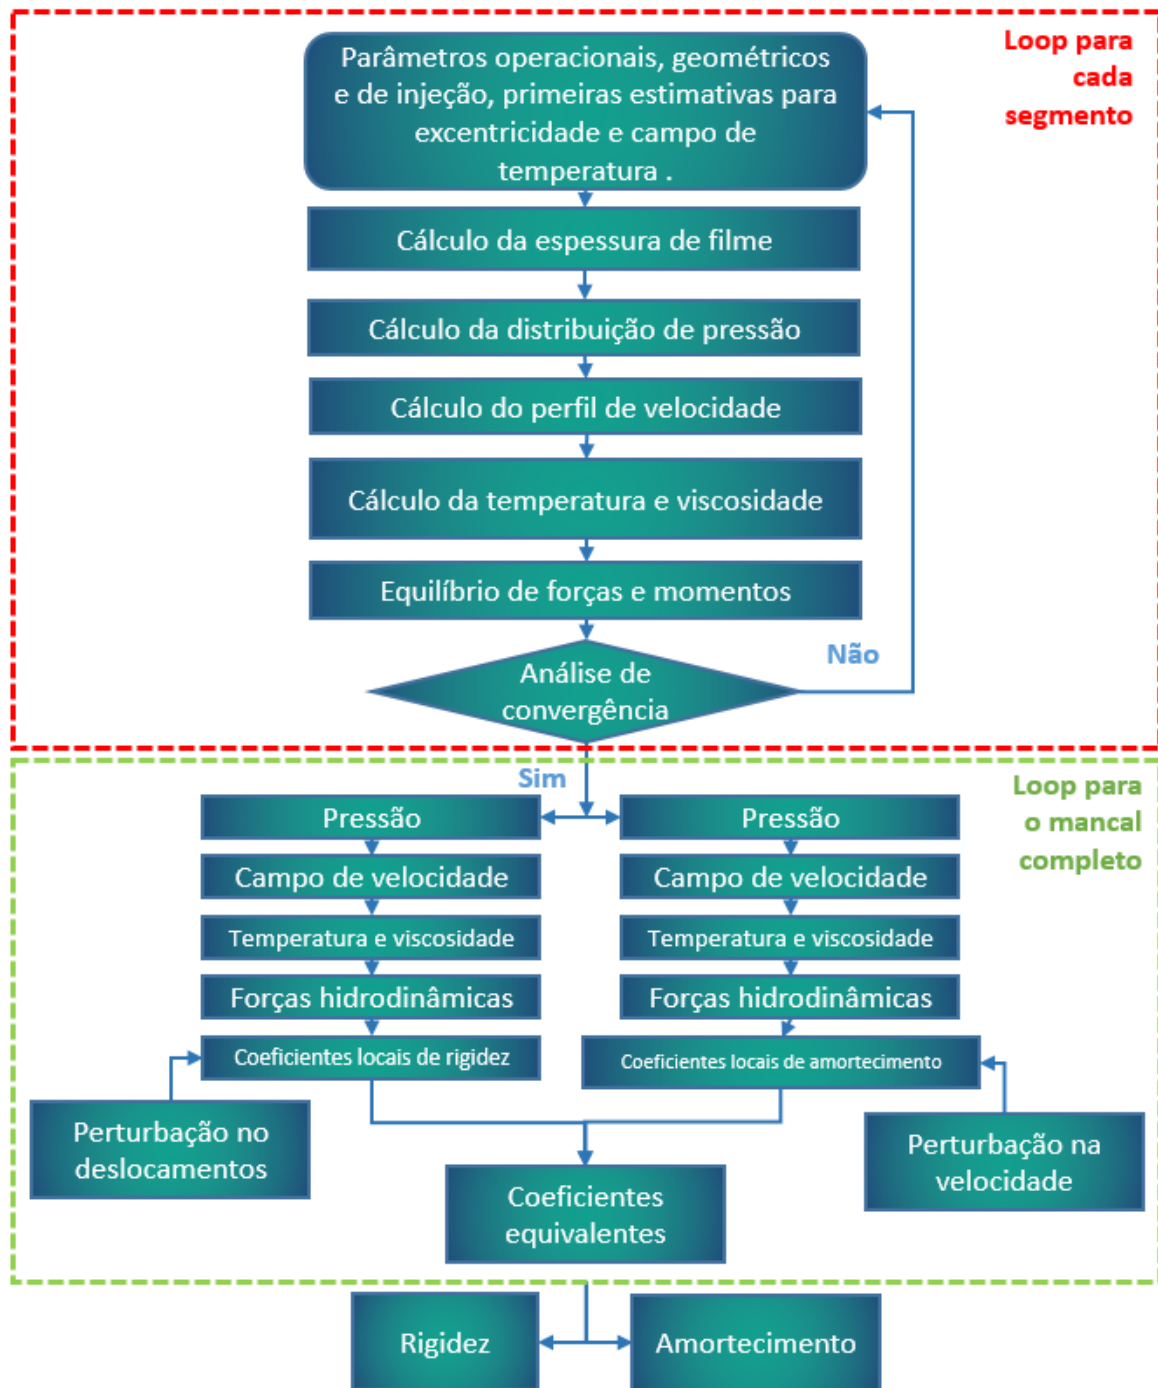 Loop para
cada
segmento
Parâmetros operacionais, geométricos
e de injeção, primeiras estimativas para
excentricidade e campo de
temperatura .
Cálculo da espessura de filme
Cálculo da distribuição de pressão
Cálculo do perfil de velocidade
Cálculo da temperatura e viscosidade
Equilíbrio de forças e momentos
Análise de
convergência
Não
Sim
Loop para
o mancal
completo
Pressão
Campo de velocidade
Temperatura e viscosidade
Forças hidrodinâmicas
Coeficientes locais de rigidez
Perturbação no
deslocamentos
Pressão
Campo de velocidade
Temperatura e viscosidade
Forças hidrodinâmicas
Coeficientes locais de amortecimento
Perturbação na
velocidade
Coeficientes
equivalentes
Rigidez
Amortecimento